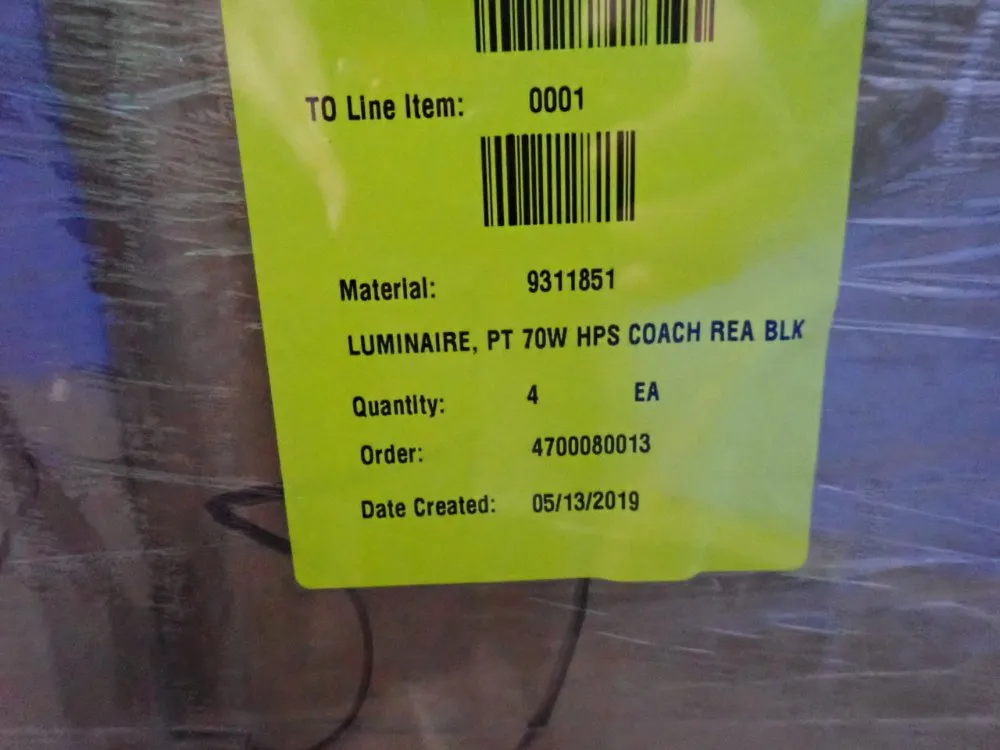 TO Line Item: 0001
Material: 9311851
LUMINAIRE, PT 70W HPS COACH REA BLK
Quantity: 4 EA
Order: 4700080013
Date Created: 05/13/2019